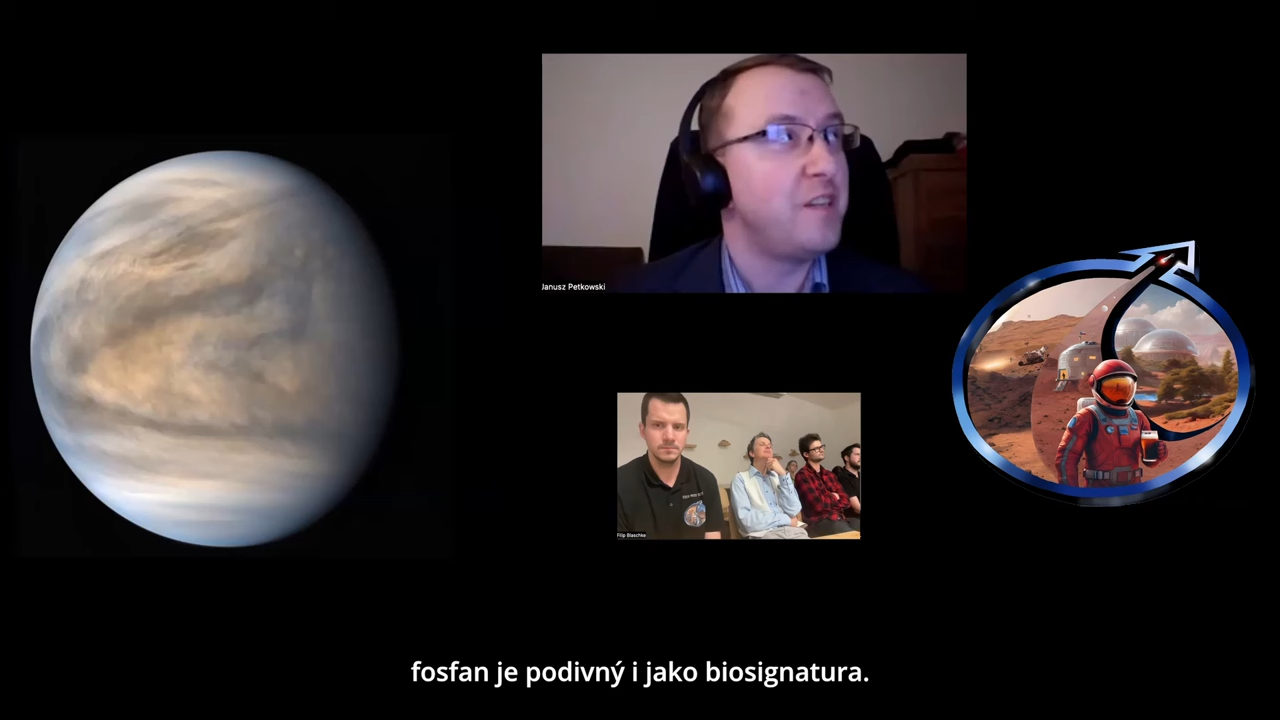 Janusz Petkowski
Filip Blaschke
fosfan je podivný i jako biosignatura.